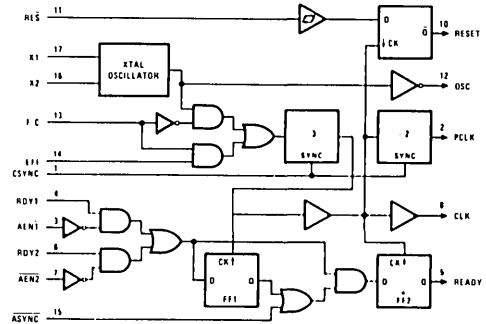 RES 11
D
Q
CK
10 RESET
X1 17
X2 16
XTAL
OSCILLATOR
12 OSC
F C 13
EFI 14
CSYNC 1
3
SYNC
2
SYNC
2 PCLK
RDY1 4
AEN1 3
RDY2 6
AEN2 7
8 CLK
CK
D Q
FF1
CK
D Q
FF2
5 READY
ASYNC 15